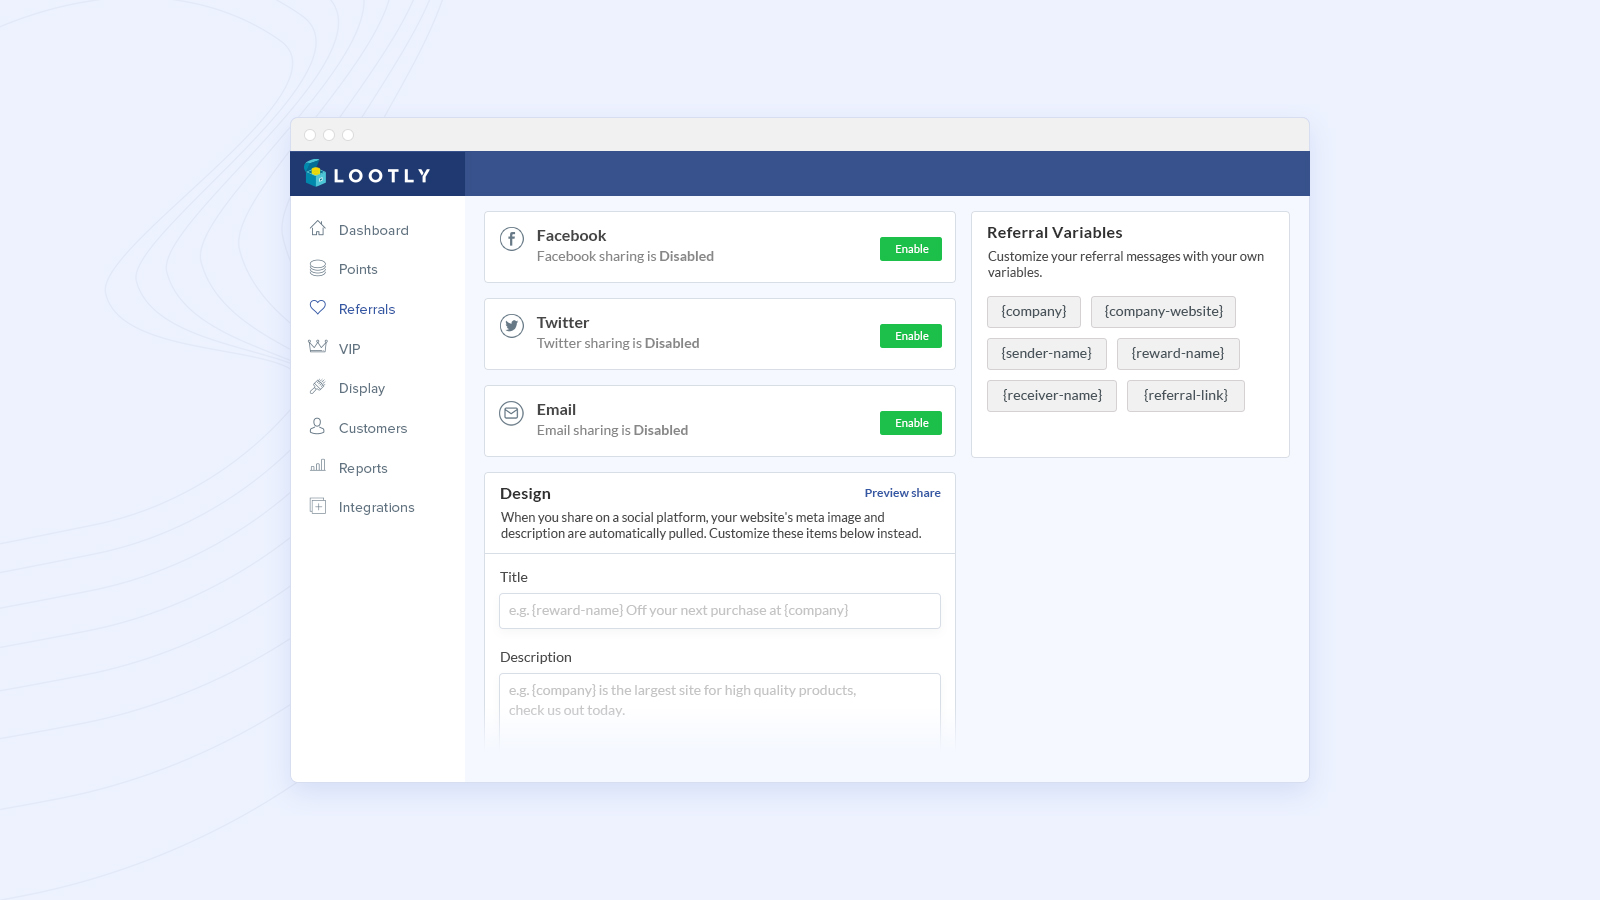 LOOTLY
Dashboard
Points
Referrals
VIP
Display
Customers
Reports
Integrations
Facebook
Facebook sharing is Disabled
Enable
Twitter
Twitter sharing is Disabled
Enable
Email
Email sharing is Disabled
Enable
Design
Preview share
When you share on a social platform, your website's meta image and
description are automatically pulled. Customize these items below instead.
Title
e.g. {reward-name} Off your next purchase at {company}
Description
e.g. {company} is the largest site for high quality products,
check us out today.
Referral Variables
Customize your referral messages with your own
variables.
{company} {company-website}
{sender-name} {reward-name}
{receiver-name} {referral-link}